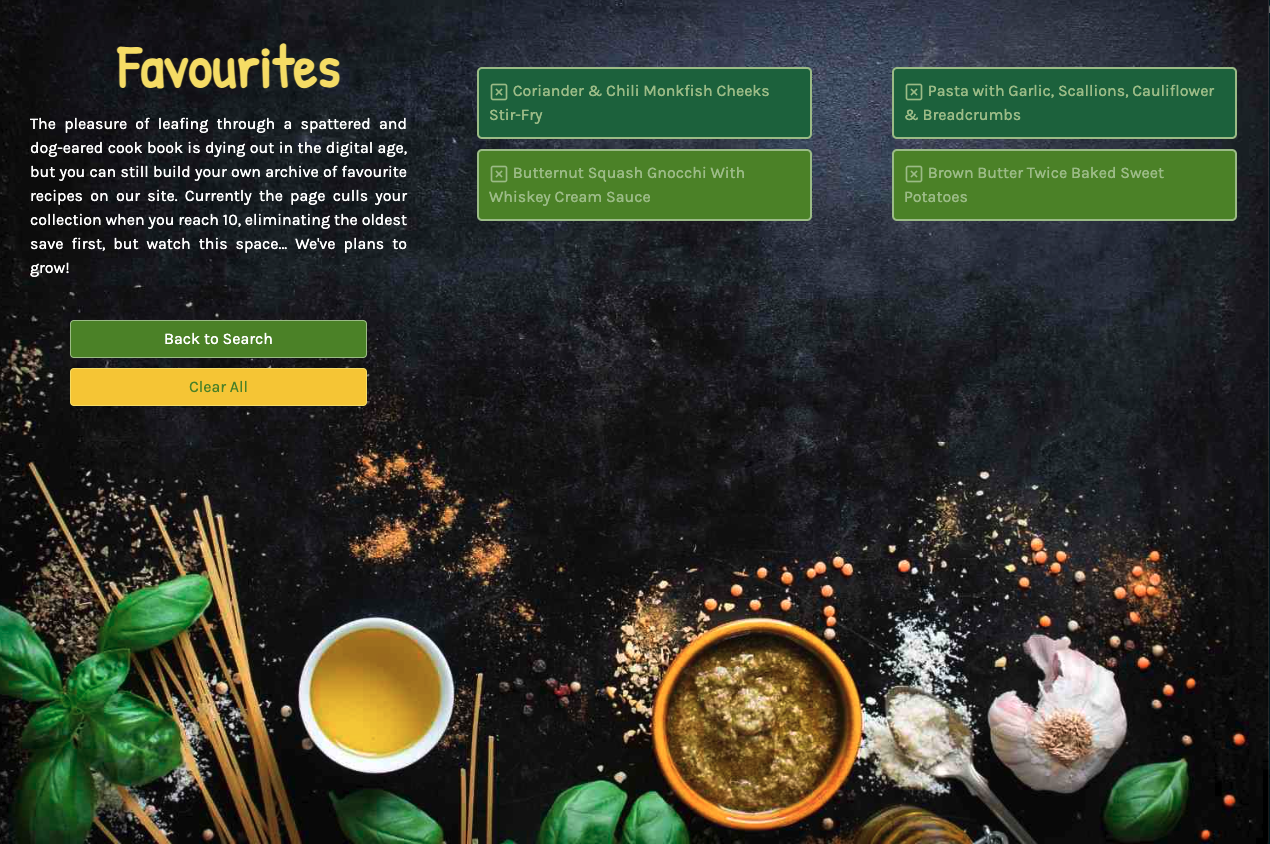 Favourites
The pleasure of leafing through a spattered and
dog-eared cook book is dying out in the digital age,
but you can still build your own archive of favourite
recipes on our site. Currently the page culls your
collection when you reach 10, eliminating the oldest
save first, but watch this space... We've plans to
grow!
Back to Search
Clear All
Coriander & Chili Monkfish Cheeks
Stir-Fry
Butternut Squash Gnocchi With
Whiskey Cream Sauce
Pasta with Garlic, Scallions, Cauliflower
& Breadcrumbs
Brown Butter Twice Baked Sweet
Potatoes